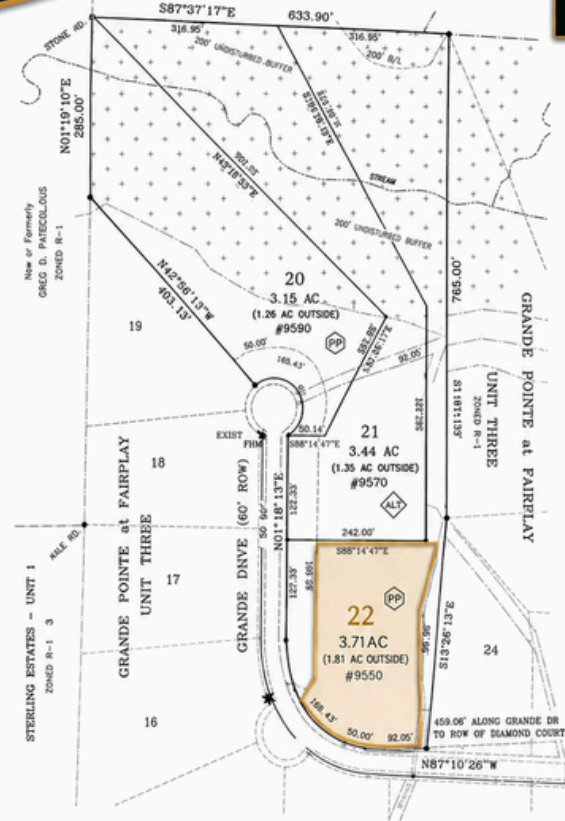 S87°37'17"E 633.90'
316.95'
316.95'
STONE RD.
200' UNDISTURBED BUFFER
200' B/L
N01°19'10"E
285.00'
N43°18'53"E
STREAM
200' UNDISTURBED BUFFER
Now or Formerly
GREG D. PATECOLOUS
ZONED R-1
N42°56'13"W
403.13'
20
3.15 AC
(1.26 AC OUTSIDE)
#9590
PP
19
50.00'
165.43'
92.05'
765.00'
GRANDE POINTE at FAIRPLAY
UNIT THREE
ZONED R-1
EXIST
FHM
50.14'
S88°14'47"E
21
3.44 AC
(1.35 AC OUTSIDE)
#9570
ALT
18
GRANDE POINTE at FAIRPLAY
UNIT THREE
GRANDE DNVE (60' ROW)
N01°18'13"E
122.33'
242.00'
S88°14'47"E
KALE RD.
17
122.33'
STERLING ESTATES – UNIT 1
ZONED R-1 3
22
PP
3.71AC
(1.81 AC OUTSIDE)
#9550
S13°26'13"E
24
16
168.43'
50.00'
92.05'
459.06' ALONG GRANDE DR
TO ROW OF DIAMOND COURT
N87°10'26"W